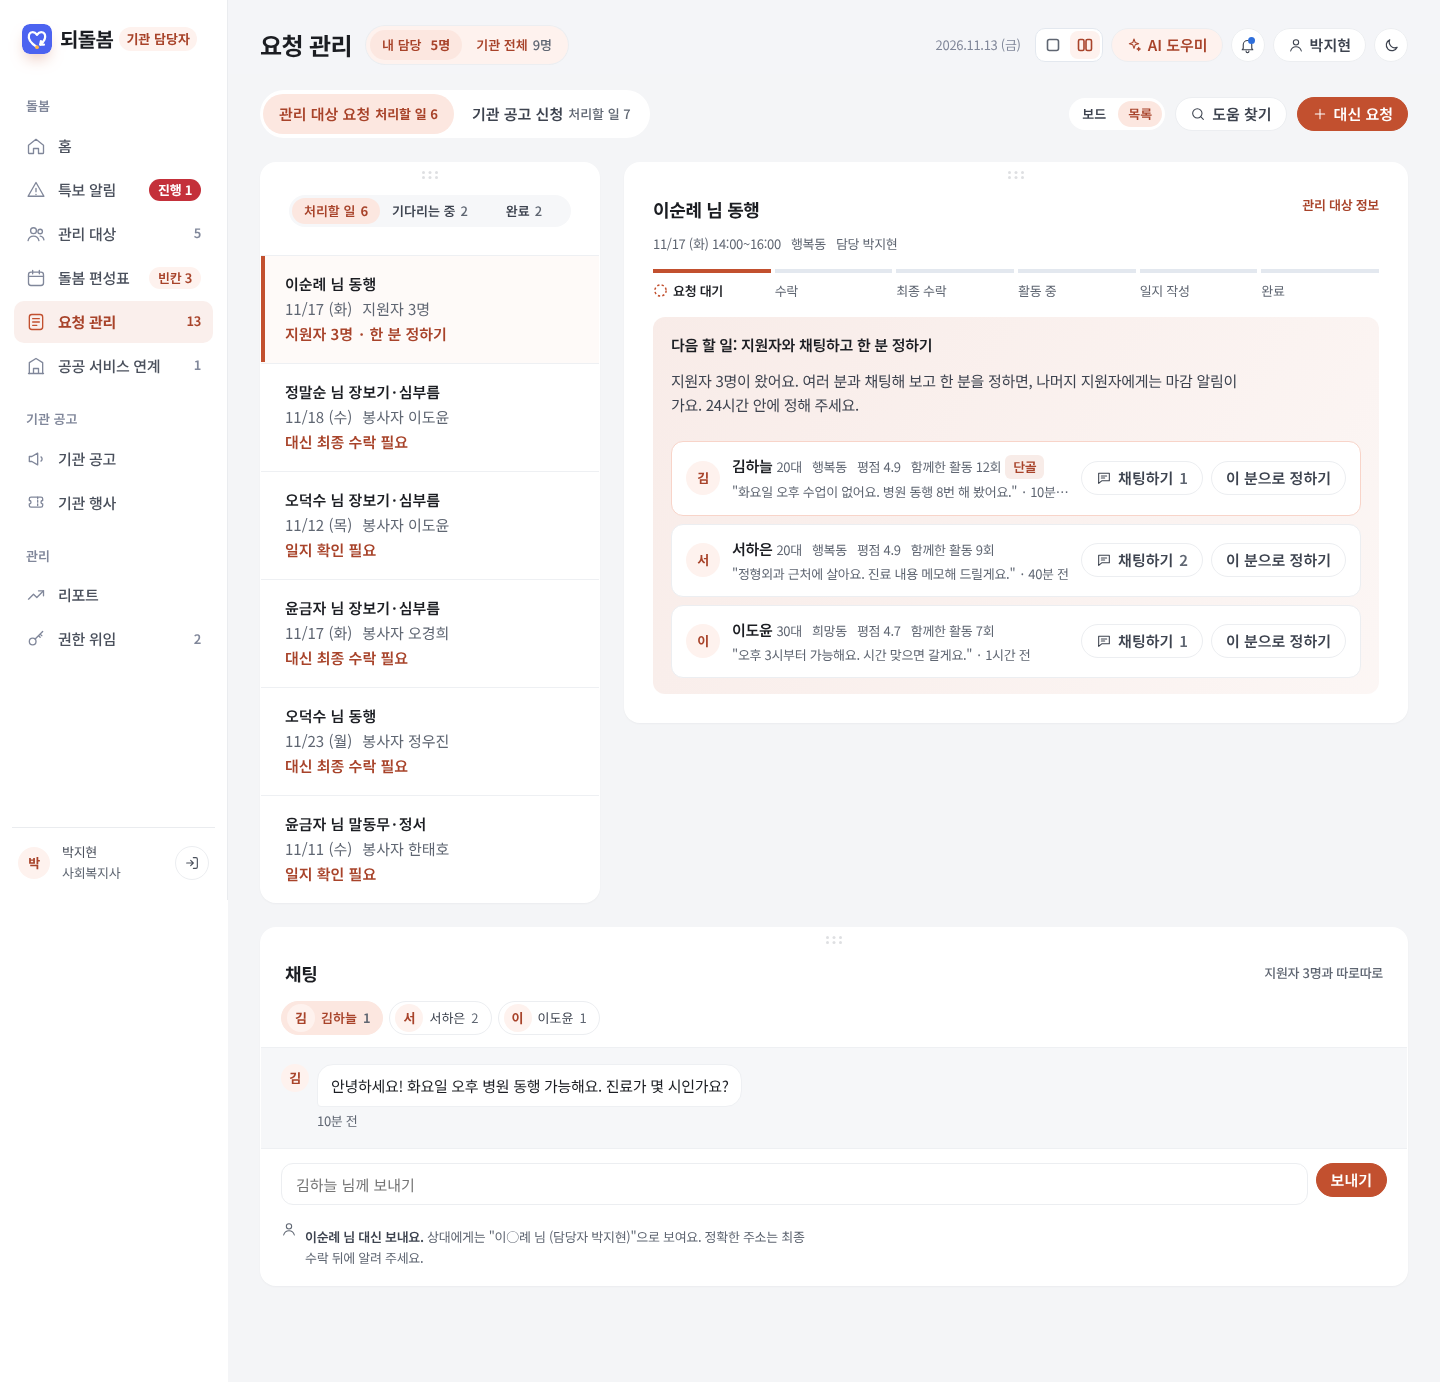 되돌봄 기관 담당자
돌봄
홈
특보 알림 진행 1
관리 대상 5
돌봄 편성표 빈칸 3
요청 관리 13
공공 서비스 연계 1
기관 공고
기관 공고
기관 행사
관리
리포트
권한 위임 2
박 박지현
사회복지사
요청 관리 내 담당 5명 기관 전체 9명
2026.11.13 (금) AI 도우미 박지현
관리 대상 요청 처리할 일 6 기관 공고 신청 처리할 일 7
보드 목록 도움 찾기 + 대신 요청
처리할 일 6 기다리는 중 2 완료 2
이순례 님 동행
11/17 (화) 지원자 3명
지원자 3명 · 한 분 정하기
정말순 님 장보기·심부름
11/18 (수) 봉사자 이도윤
대신 최종 수락 필요
오덕수 님 장보기·심부름
11/12 (목) 봉사자 이도윤
일지 확인 필요
윤금자 님 장보기·심부름
11/17 (화) 봉사자 오경희
대신 최종 수락 필요
오덕수 님 동행
11/23 (월) 봉사자 정우진
대신 최종 수락 필요
윤금자 님 말동무·정서
11/11 (수) 봉사자 한태호
일지 확인 필요
이순례 님 동행 관리 대상 정보
11/17 (화) 14:00~16:00 행복동 담당 박지현
요청 대기 수락 최종 수락 활동 중 일지 작성 완료
다음 할 일: 지원자와 채팅하고 한 분 정하기
지원자 3명이 왔어요. 여러 분과 채팅해 보고 한 분을 정하면, 나머지 지원자에게는 마감 알림이
가요. 24시간 안에 정해 주세요.
김 김하늘 20대 행복동 평점 4.9 함께한 활동 12회 단골
"화요일 오후 수업이 없어요. 병원 동행 8번 해 봤어요." · 10분…
채팅하기 1 이 분으로 정하기
서 서하은 20대 행복동 평점 4.9 함께한 활동 9회
"정형외과 근처에 살아요. 진료 내용 메모해 드릴게요." · 40분 전
채팅하기 2 이 분으로 정하기
이 이도윤 30대 희망동 평점 4.7 함께한 활동 7회
"오후 3시부터 가능해요. 시간 맞으면 갈게요." · 1시간 전
채팅하기 1 이 분으로 정하기
채팅 지원자 3명과 따로따로
김 김하늘 1 서 서하은 2 이 이도윤 1
김 안녕하세요! 화요일 오후 병원 동행 가능해요. 진료가 몇 시인가요?
10분 전
김하늘 님께 보내기 보내기
이순례 님 대신 보내요. 상대에게는 "이○례 님 (담당자 박지현)"으로 보여요. 정확한 주소는 최종
수락 뒤에 알려 주세요.